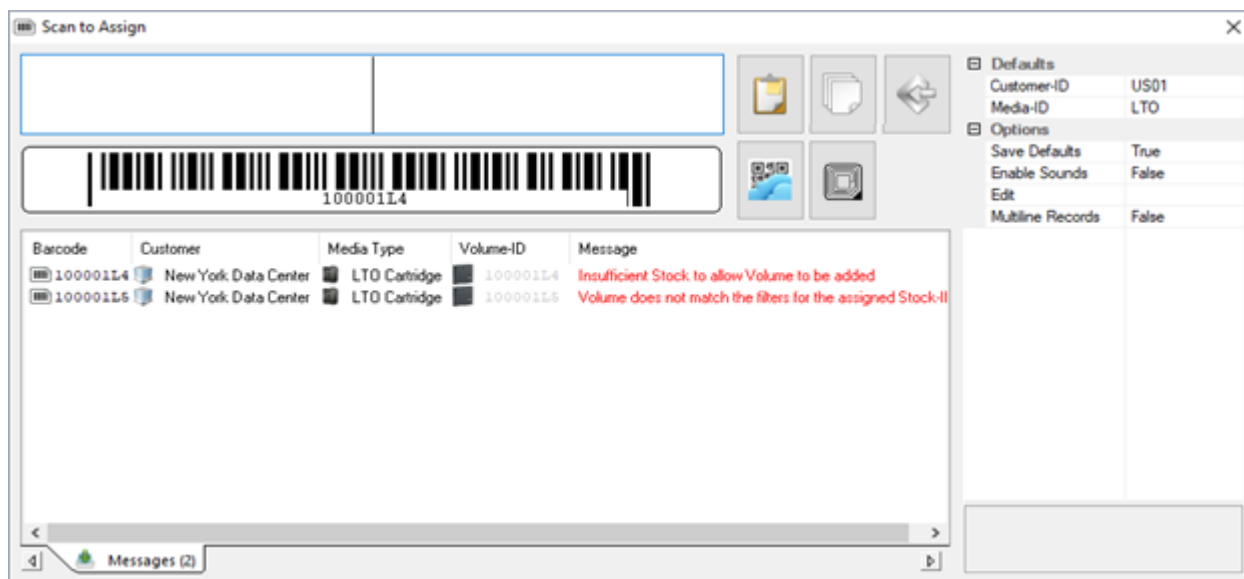 Scan to Assign
Defaults
Customer-ID US01
Media-ID LTO
Options
Save Defaults True
Enable Sounds False
Edit
Multiline Records False
100001L4
Barcode Customer Media Type Volume-ID Message
100001L4 New York Data Center LTO Cartridge 100001L4 Insufficient Stock to allow Volume to be added
100001L5 New York Data Center LTO Cartridge 100001L5 Volume does not match the filters for the assigned Stock-II
Messages (2)